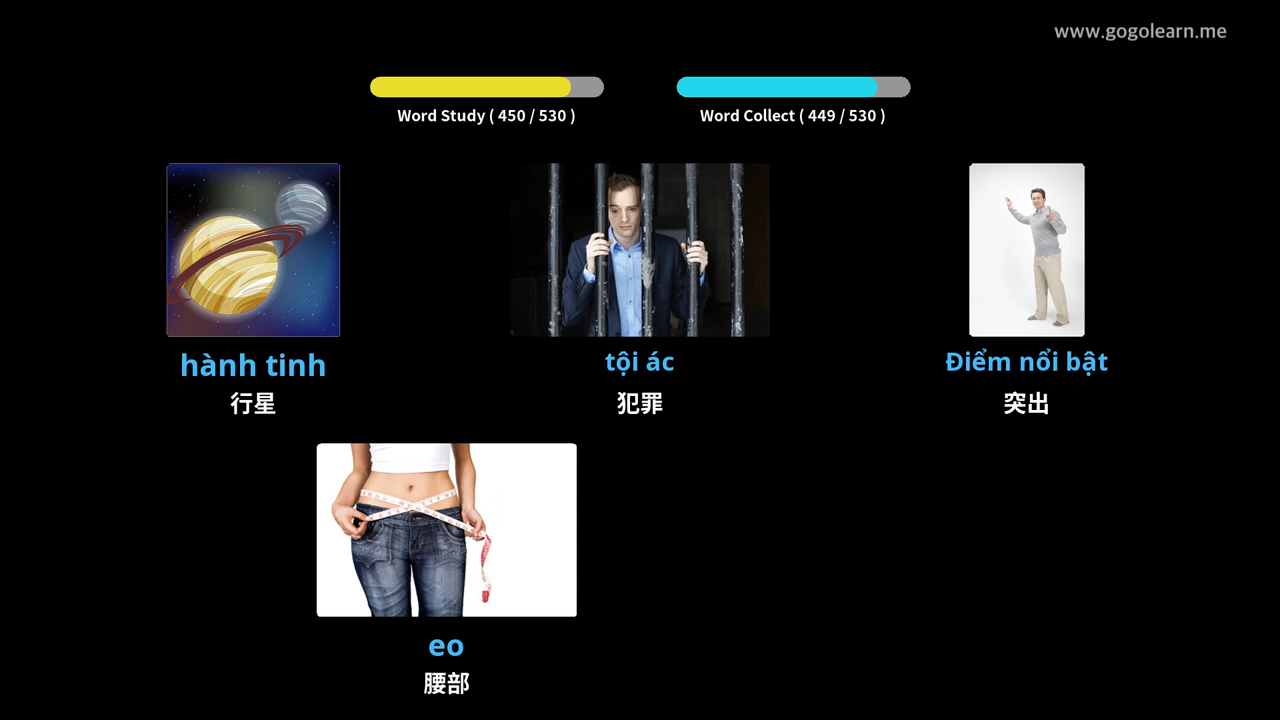 www.gogolearn.me
Word Study ( 450 / 530 )
Word Collect ( 449 / 530 )
hành tinh
行星
tội ác
犯罪
Điểm nổi bật
突出
eo
腰部